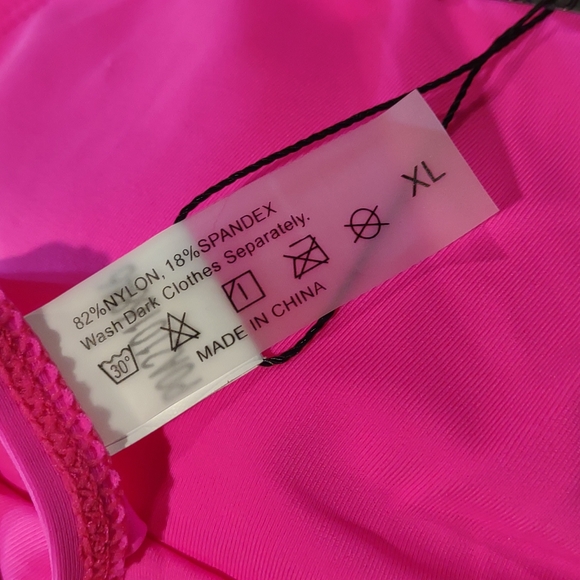 XL
82%NYLON, 18%SPANDEX
Wash Dark Clothes Separately.
30°
MADE IN CHINA